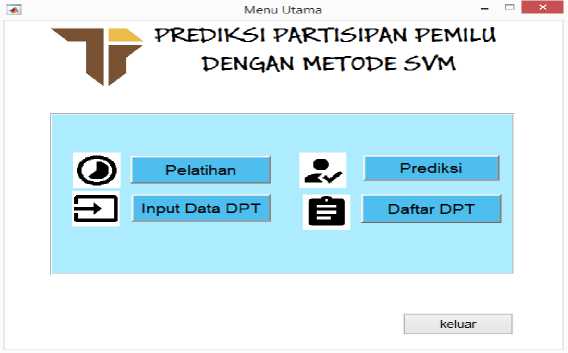 Menu Utama
PREDIKSI PARTISIPAN PEMILU
DENGAN METODE SVM
Pelatihan
Prediksi
Input Data DPT
Daftar DPT
keluar